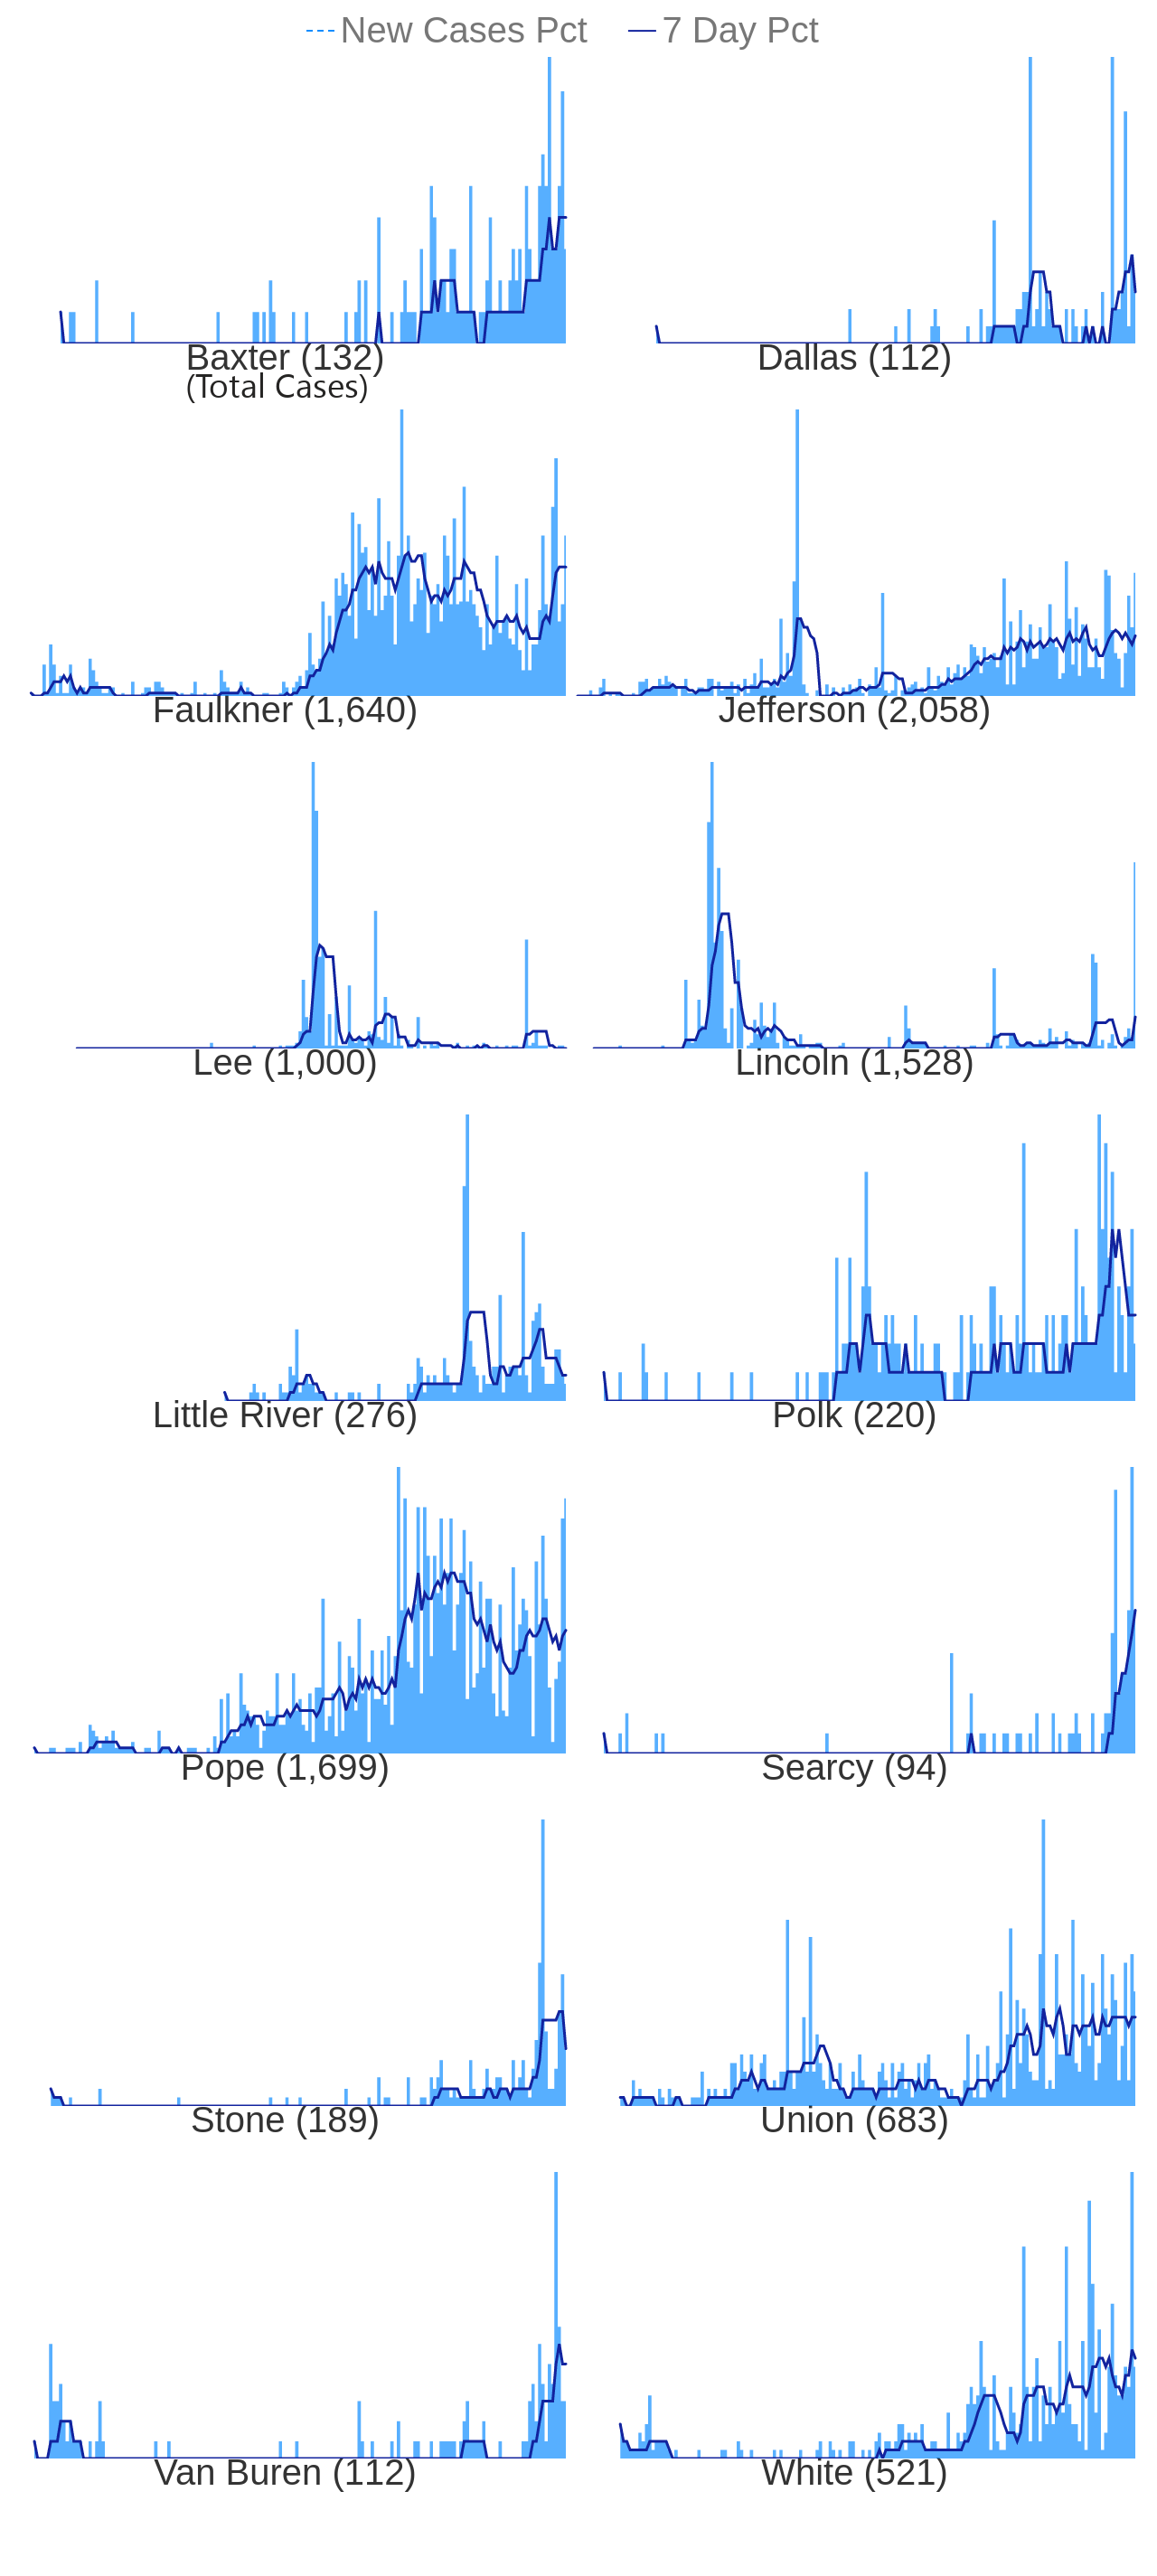 New Cases Pct 7 Day Pct
Baxter (132) Dallas (112)
(Total Cases)
Faulkner (1,640) Jefferson (2,058)
Lee (1,000) Lincoln (1,528)
Little River (276) Polk (220)
Pope (1,699) Searcy (94)
Stone (189) Union (683)
Van Buren (112) White (521)